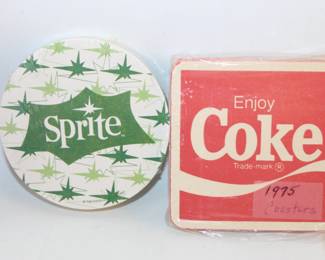 Sprite
Enjoy
Coke
Trade-mark ®
1975
Coasters